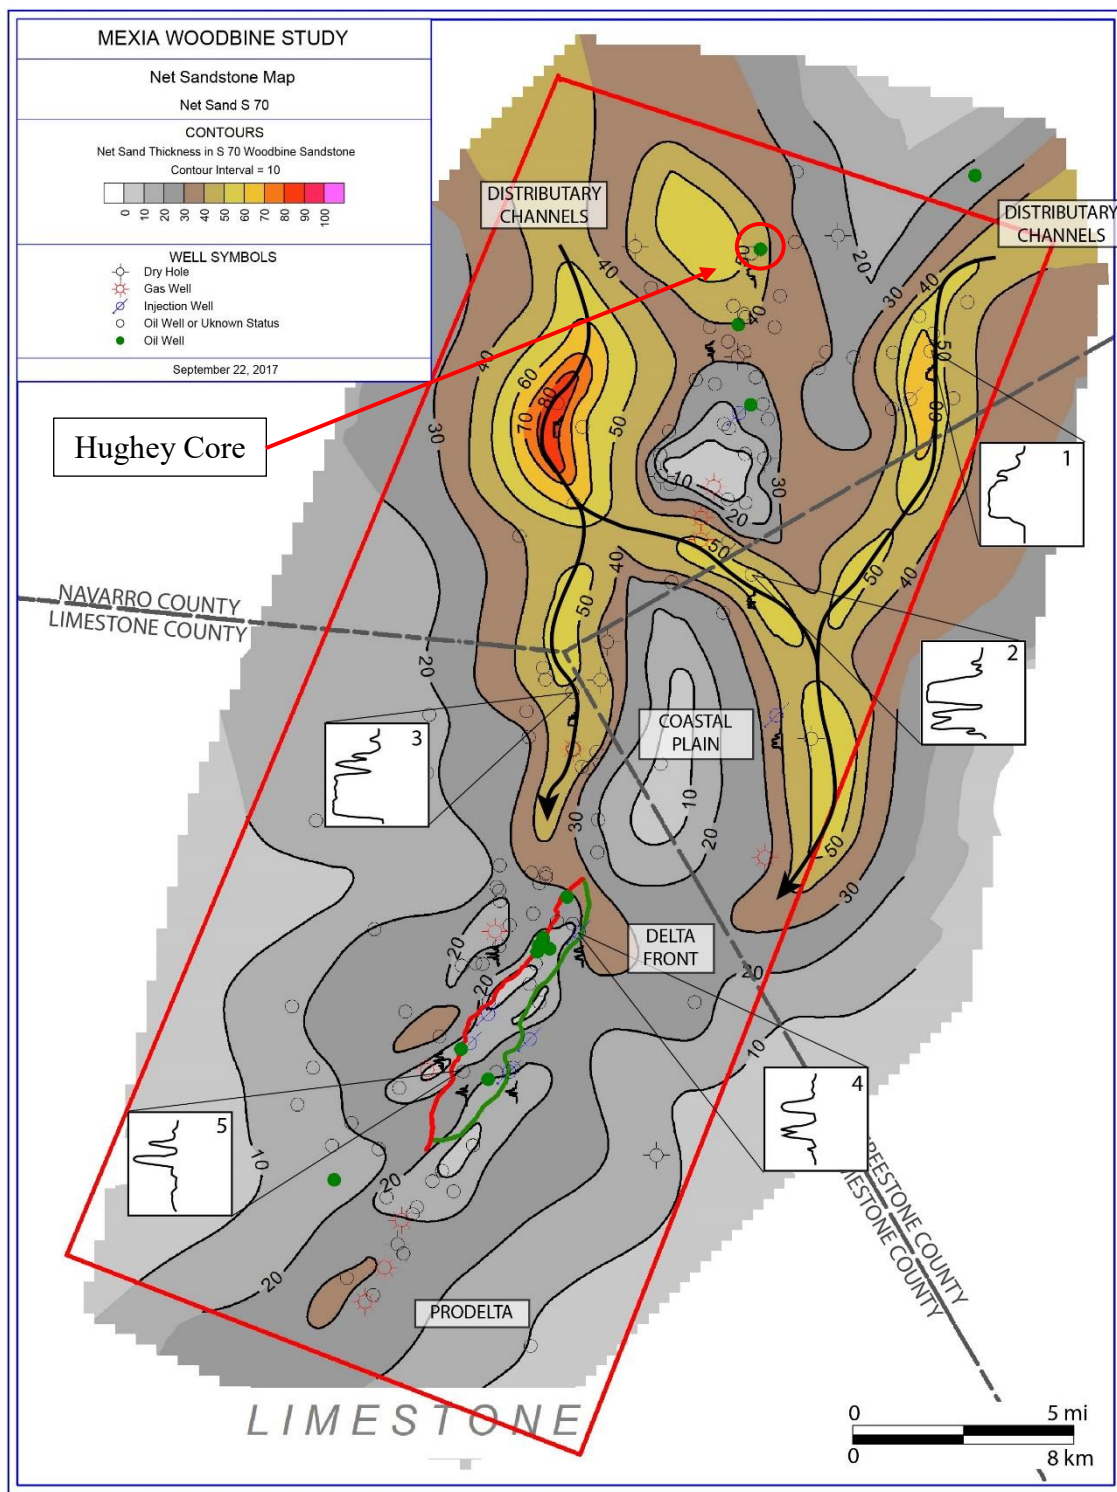 MEXIA WOODBINE STUDY
Net Sandstone Map
Net Sand S 70
CONTOURS
Net Sand Thickness in S 70 Woodbine Sandstone
Contour Interval = 10
0 10 20 30 40 50 60 70 80 90 100
WELL SYMBOLS
Dry Hole
Gas Well
Injection Well
Oil Well or Uknown Status
Oil Well
September 22, 2017
Hughey Core
DISTRIBUTARY
CHANNELS
DISTRIBUTARY
CHANNELS
50
40
40
20
20
30
40
40
60
70
80
50
30
50
60
1
10
20
30
50
40
50
40
NAVARRO COUNTY
LIMESTONE COUNTY
50
20
2
3
COASTAL
PLAIN
10
20
30
50
30
20
20
DELTA
FRONT
20
10
4
5
10
20
20
FREESTONE COUNTY
LIMESTONE COUNTY
PRODELTA
LIMESTONE
0 5 mi
0 8 km